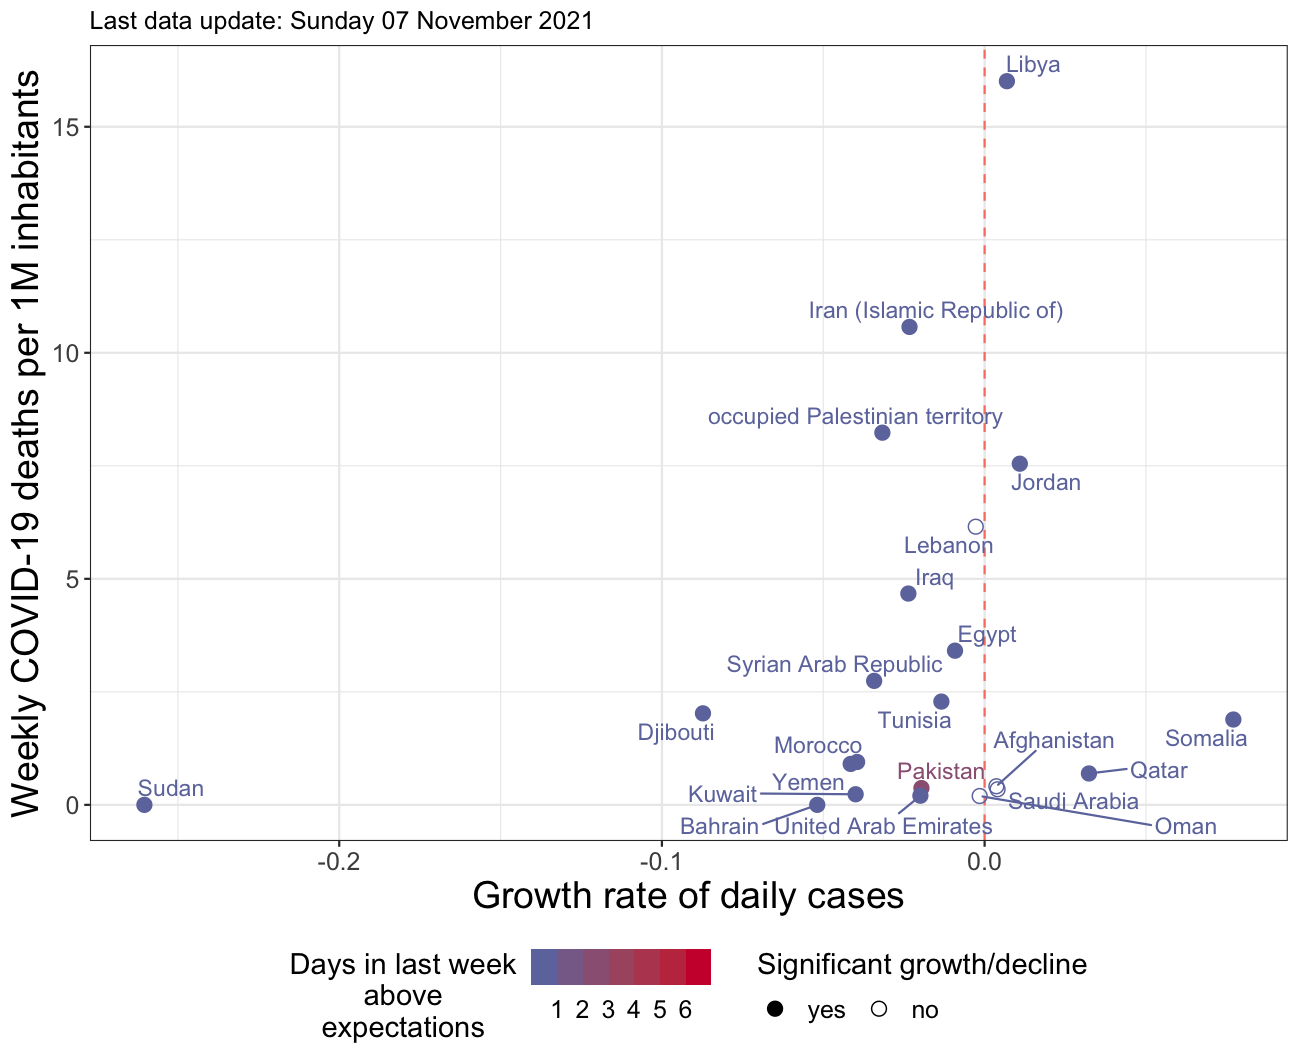 Last data update: Sunday 07 November 2021
Weekly COVID-19 deaths per 1M inhabitants
15
10
5
0
Libya
Iran (Islamic Republic of)
occupied Palestinian territory
Jordan
Lebanon
Iraq
Egypt
Syrian Arab Republic
Tunisia
Djibouti
Somalia
Morocco
Afghanistan
Pakistan
Qatar
Sudan
Yemen
Kuwait
Saudi Arabia
Bahrain
United Arab Emirates
Oman
-0.2
-0.1
0.0
Growth rate of daily cases
Days in last week
above
expectations
1 2 3 4 5 6
Significant growth/decline
yes
no